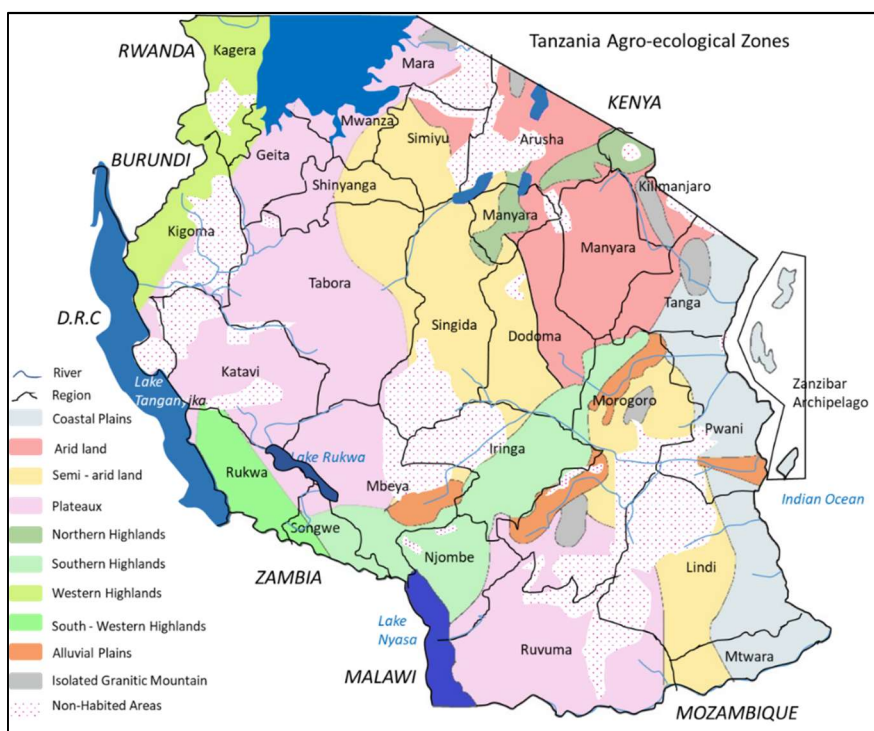 Tanzania Agro-ecological Zones
RWANDA
Kagera
Mara
KENYA
Mwanza
Simiyu
Arusha
BURUNDI
Geita
Shinyanga
Kilimanjaro
Kigoma
Manyara
Manyara
Tabora
Tanga
D.R.C
Singida
Dodoma
Lake
Tangan, ika
Katavi
Zanzibar
Archipelago
Morogoro
Pwani
Rukwa
Lake Rukwa
Iringa
Mbeya
Indian Ocean
Songwe
ZAMBIA
Njombe
Lindi
Lake
Nyasa
Ruvuma
Mtwara
MALAWI
MOZAMBIQUE
River
Region
Coastal Plains
Arid land
Semi - arid land
Plateaux
Northern Highlands
Southern Highlands
Western Highlands
South - Western Highlands
Alluvial Plains
Isolated Granitic Mountain
Non-Habited Areas